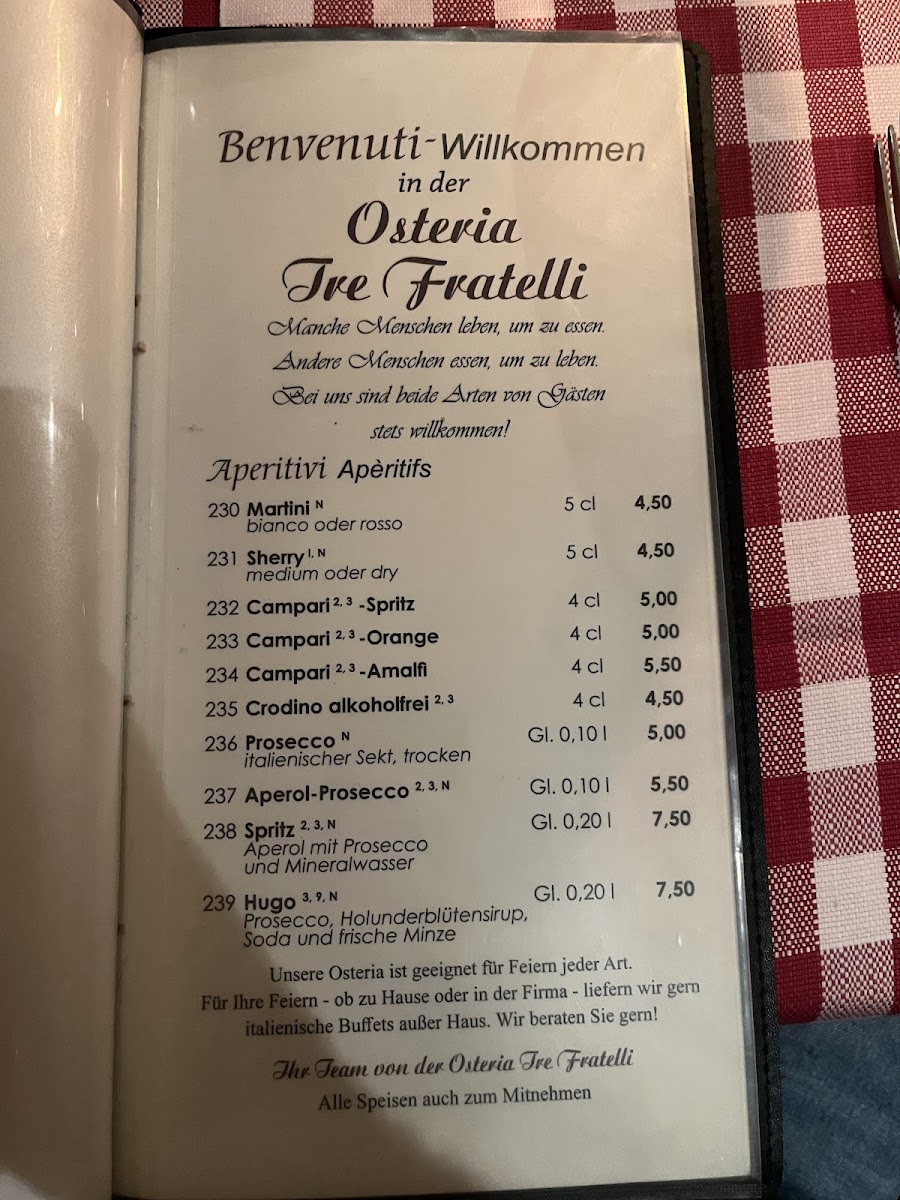 Benvenuti-Willkommen
in der
Osteria
Tre Fratelli
Manche Menschen leben, um zu essen.
Andere Menschen essen, um zu leben.
Bei uns sind beide Arten von Gästen
stets willkommen!
Aperitivi Apèritifs
230 Martini N 5 cl 4,50
bianco oder rosso
231 Sherry I, N 5 cl 4,50
medium oder dry
232 Campari 2, 3 -Spritz 4 cl 5,00
233 Campari 2, 3 -Orange 4 cl 5,00
234 Campari 2, 3 -Amalfi 4 cl 5,50
235 Crodino alkoholfrei 2, 3 4 cl 4,50
236 Prosecco N Gl. 0,10 l 5,00
italienischer Sekt, trocken
237 Aperol-Prosecco 2, 3, N Gl. 0,10 l 5,50
238 Spritz 2, 3, N Gl. 0,20 l 7,50
Aperol mit Prosecco
und Mineralwasser
239 Hugo 3, 9, N Gl. 0,20 l 7,50
Prosecco, Holunderblütensirup,
Soda und frische Minze
Unsere Osteria ist geeignet für Feiern jeder Art.
Für Ihre Feiern - ob zu Hause oder in der Firma - liefern wir gern
italienische Buffets außer Haus. Wir beraten Sie gern!
Ihr Team von der Osteria Tre Fratelli
Alle Speisen auch zum Mitnehmen